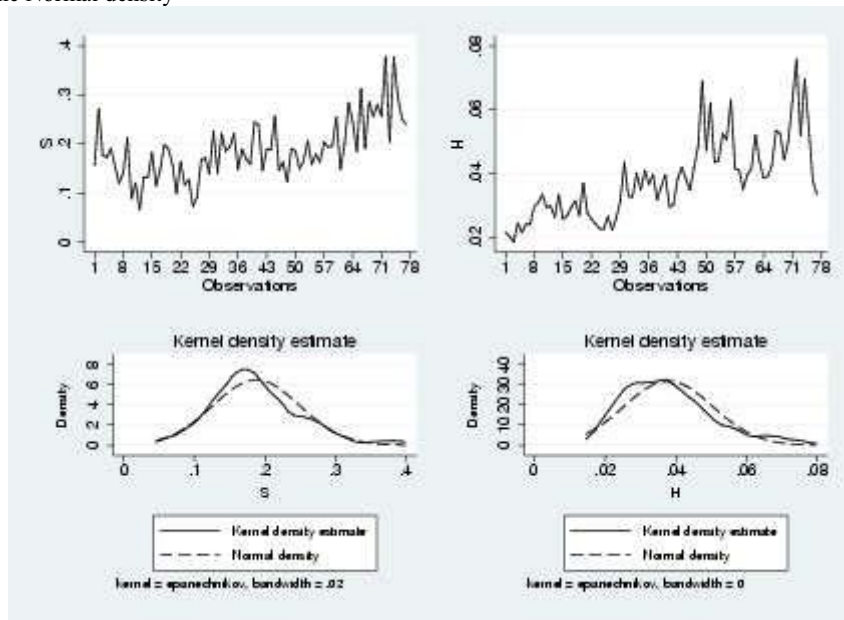 the Normal density
.4
.3
.2
.1
0
S
1 8 15 22 29 36 43 50 57 64 71 78
Observations
.08
.06
.04
.02
H
1 8 15 22 29 36 43 50 57 64 71 78
Observations
Kernel density estimate
8
6
4
2
0
Density
0 .1 .2 .3 .4
S
Kernel density estimate
Normal density
kernel = epanechnikov, bandwidth = .02
Kernel density estimate
40
30
20
10
0
Density
0 .02 .04 .06 .08
H
Kernel density estimate
Normal density
kernel = epanechnikov, bandwidth = 0